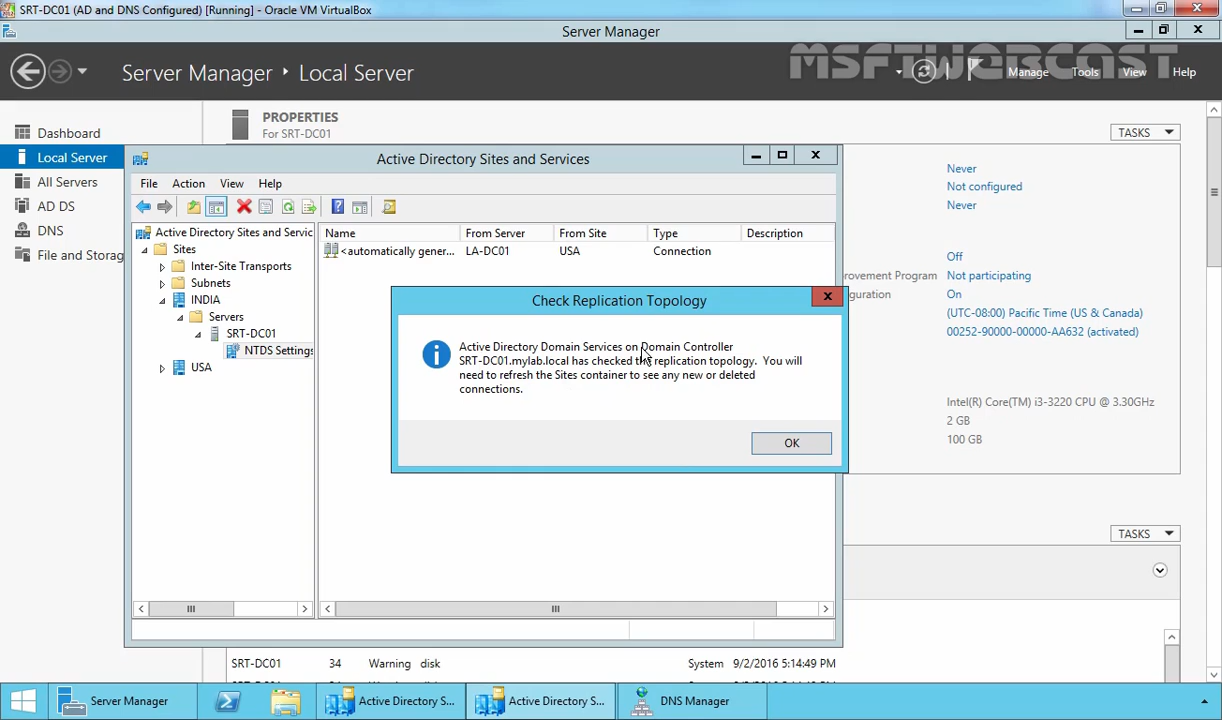 SRT-DC01 (AD and DNS Configured) [Running] - Oracle VM VirtualBox
Server Manager
MSFTWEBCAST
Server Manager ‣ Local Server
Manage Tools View Help
PROPERTIES
For SRT-DC01
TASKS
Dashboard
Local Server
All Servers
AD DS
DNS
File and Storag
Never
Not configured
Never
Off
provement Program Not participating
guration On
(UTC-08:00) Pacific Time (US & Canada)
00252-90000-00000-AA632 (activated)
Intel(R) Core(TM) i3-3220 CPU @ 3.30GHz
2 GB
100 GB
TASKS
Active Directory Sites and Services
File Action View Help
Active Directory Sites and Servic
Sites
Inter-Site Transports
Subnets
INDIA
Servers
SRT-DC01
NTDS Settings
USA
Name From Server From Site Type Description
<automatically gener... LA-DC01 USA Connection
Check Replication Topology
Active Directory Domain Services on Domain Controller
SRT-DC01.mylab.local has checked the replication topology. You will
need to refresh the Sites container to see any new or deleted
connections.
OK
SRT-DC01 34 Warning disk System 9/2/2016 5:14:49 PM
Server Manager
Active Directory S...
Active Directory S...
DNS Manager